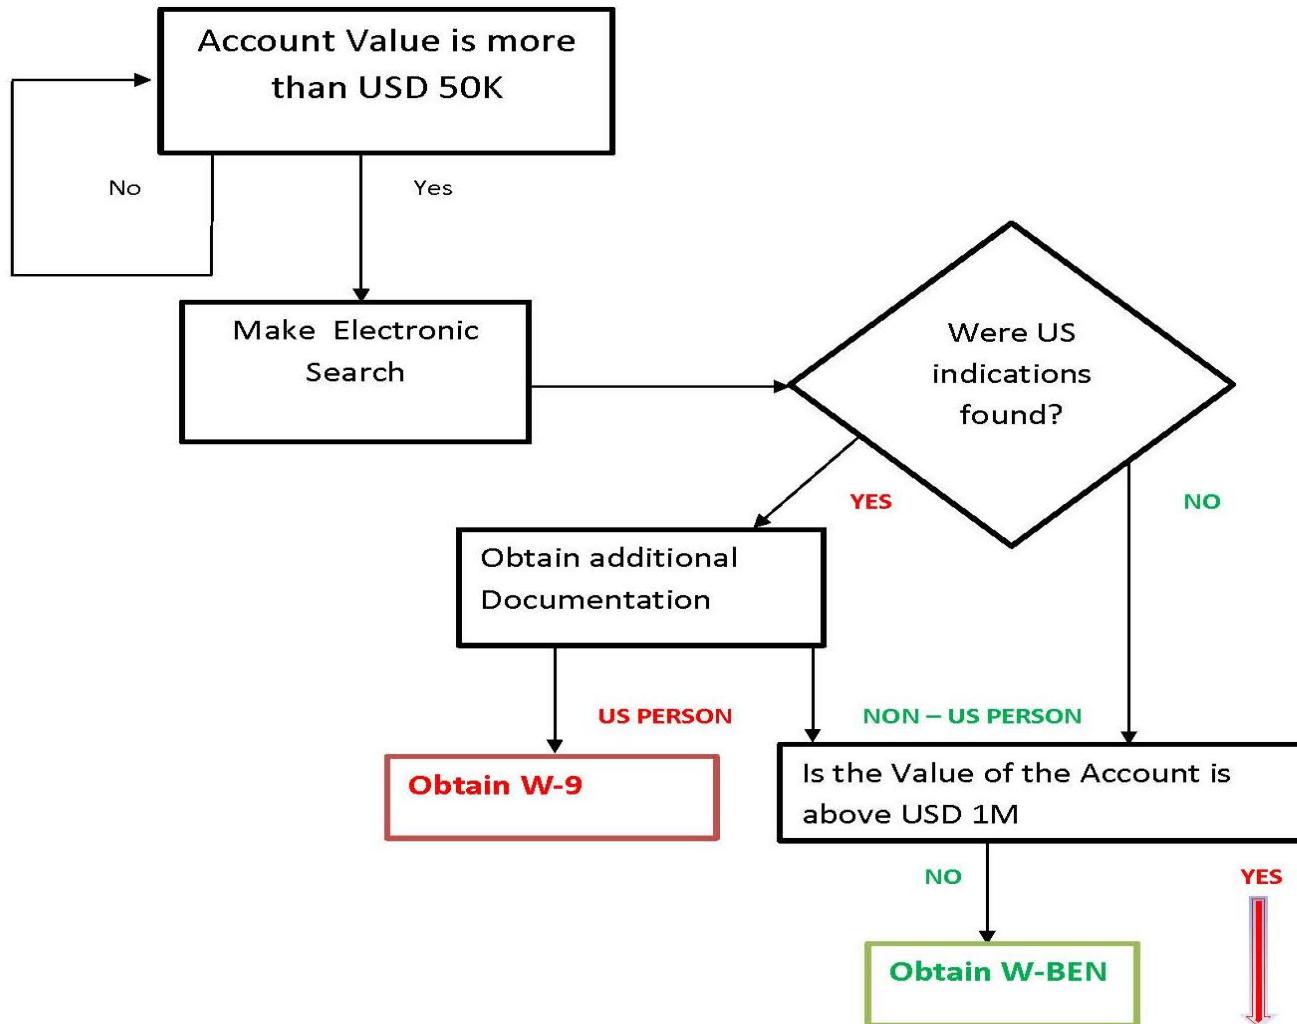 Account Value is more
than USD 50K
No
Yes
Make Electronic
Search
Were US
indications
found?
YES
NO
Obtain additional
Documentation
US PERSON
NON – US PERSON
Obtain W-9
Is the Value of the Account is
above USD 1M
NO
YES
Obtain W-BEN